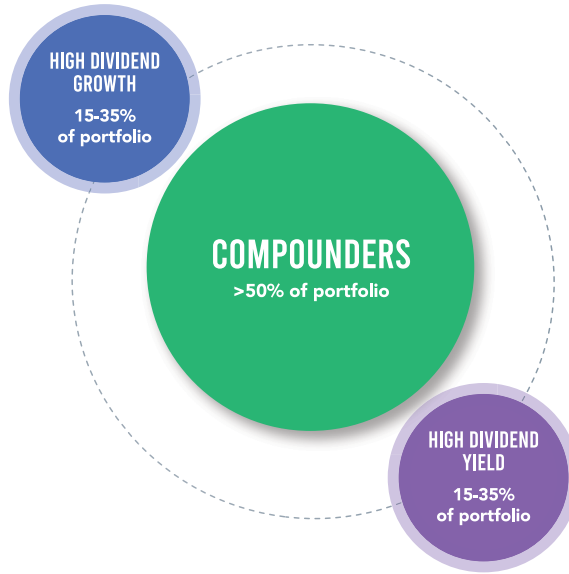 HIGH DIVIDEND
GROWTH
15-35%
of portfolio
COMPOUNDERS
>50% of portfolio
HIGH DIVIDEND
YIELD
15-35%
of portfolio